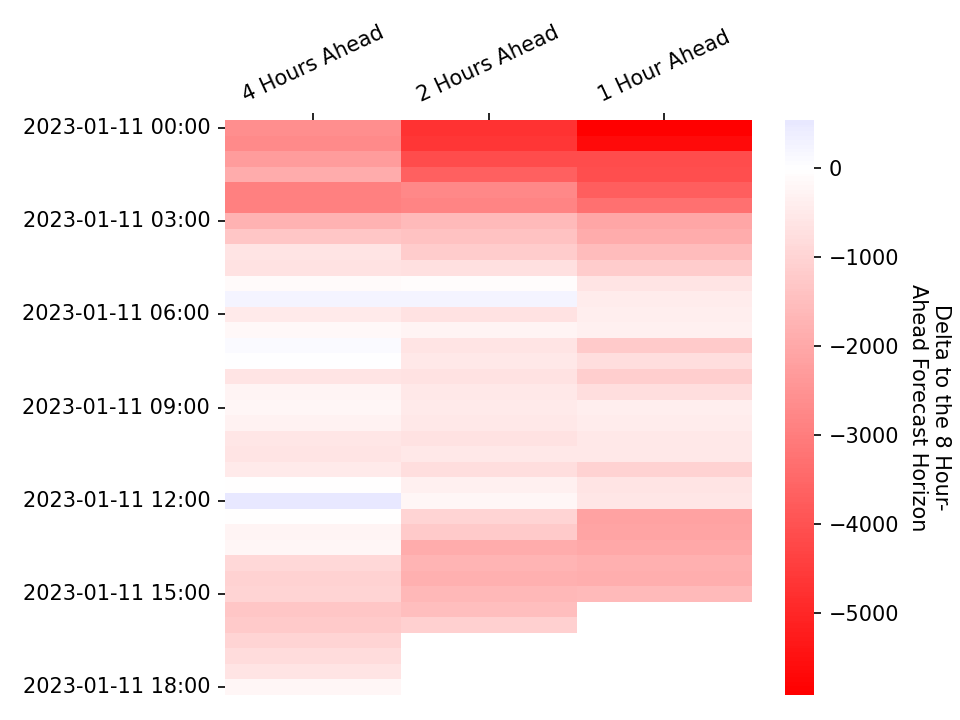 4 Hours Ahead
2 Hours Ahead
1 Hour Ahead
2023-01-11 00:00
2023-01-11 03:00
2023-01-11 06:00
2023-01-11 09:00
2023-01-11 12:00
2023-01-11 15:00
2023-01-11 18:00
0
−1000
−2000
−3000
−4000
−5000
Delta to the 8 Hour-
Ahead Forecast Horizon